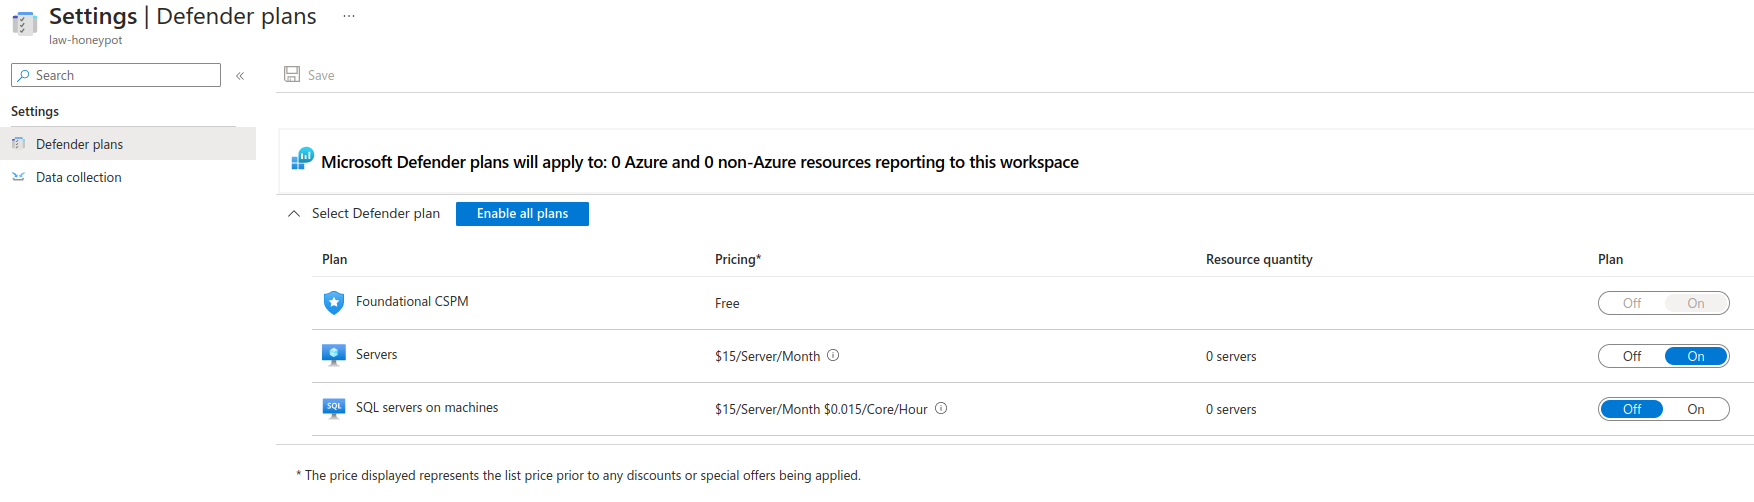 Settings | Defender plans ...
law-honeypot
Search «
Save
Settings
Defender plans
Data collection
Microsoft Defender plans will apply to: 0 Azure and 0 non-Azure resources reporting to this workspace
Select Defender plan Enable all plans
Plan Pricing* Resource quantity Plan
Foundational CSPM Free Off On
Servers $15/Server/Month 0 servers Off On
SQL SQL servers on machines $15/Server/Month $0.015/Core/Hour 0 servers Off On
* The price displayed represents the list price prior to any discounts or special offers being applied.